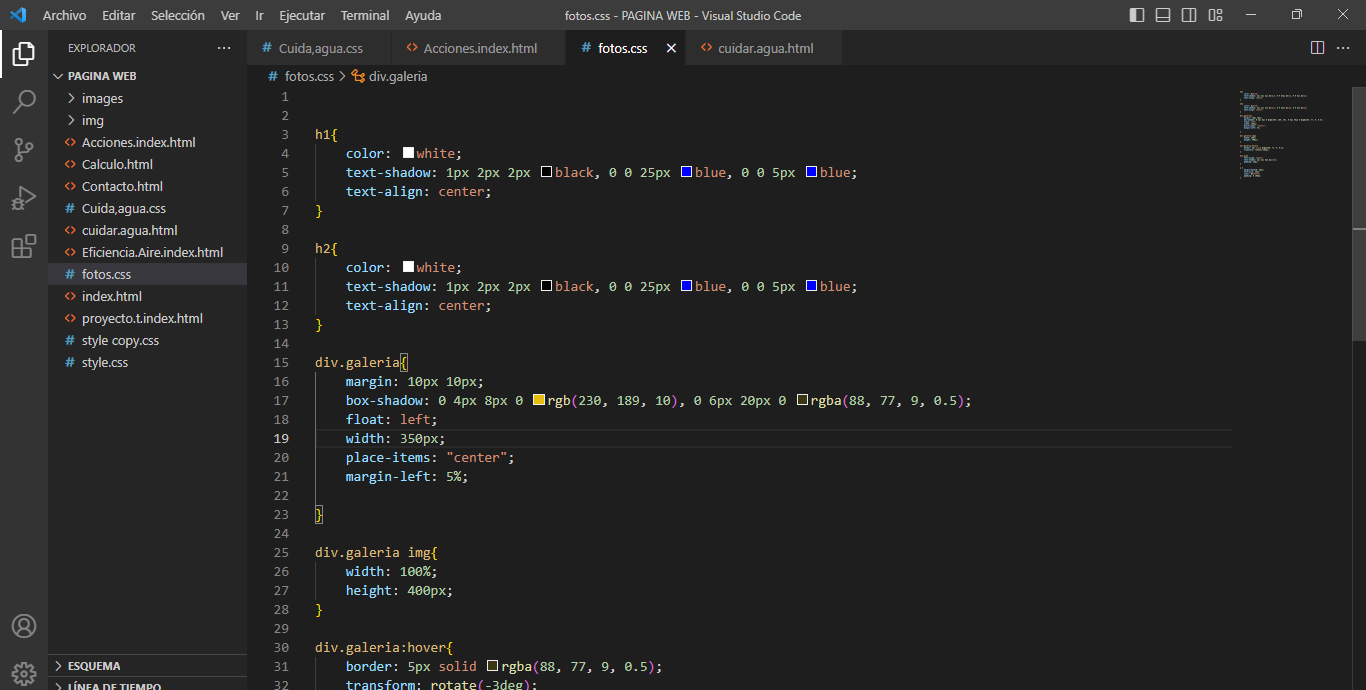 Archivo Editar Selección Ver Ir Ejecutar Terminal Ayuda fotos.css - PAGINA WEB - Visual Studio Code
EXPLORADOR
PAGINA WEB
images
img
Acciones.index.html
Calculo.html
Contacto.html
Cuida,agua.css
cuidar.agua.html
Eficiencia.Aire.index.html
fotos.css
index.html
proyecto.t.index.html
style copy.css
style.css
ESQUEMA
LÍNEA DE TIEMPO
# Cuida,agua.css <> Acciones.index.html # fotos.css <> cuidar.agua.html
# fotos.css > div.galeria
1
2
3 h1{
4 color: white;
5 text-shadow: 1px 2px 2px black, 0 0 25px blue, 0 0 5px blue;
6 text-align: center;
7 }
8
9 h2{
10 color: white;
11 text-shadow: 1px 2px 2px black, 0 0 25px blue, 0 0 5px blue;
12 text-align: center;
13 }
14
15 div.galeria{
16 margin: 10px 10px;
17 box-shadow: 0 4px 8px 0 rgb(230, 189, 10), 0 6px 20px 0 rgba(88, 77, 9, 0.5);
18 float: left;
19 width: 350px;
20 place-items: "center";
21 margin-left: 5%;
22
23 }
24
25 div.galeria img{
26 width: 100%;
27 height: 400px;
28 }
29
30 div.galeria:hover{
31 border: 5px solid rgba(88, 77, 9, 0.5);
32 transform: rotate(-3deg);